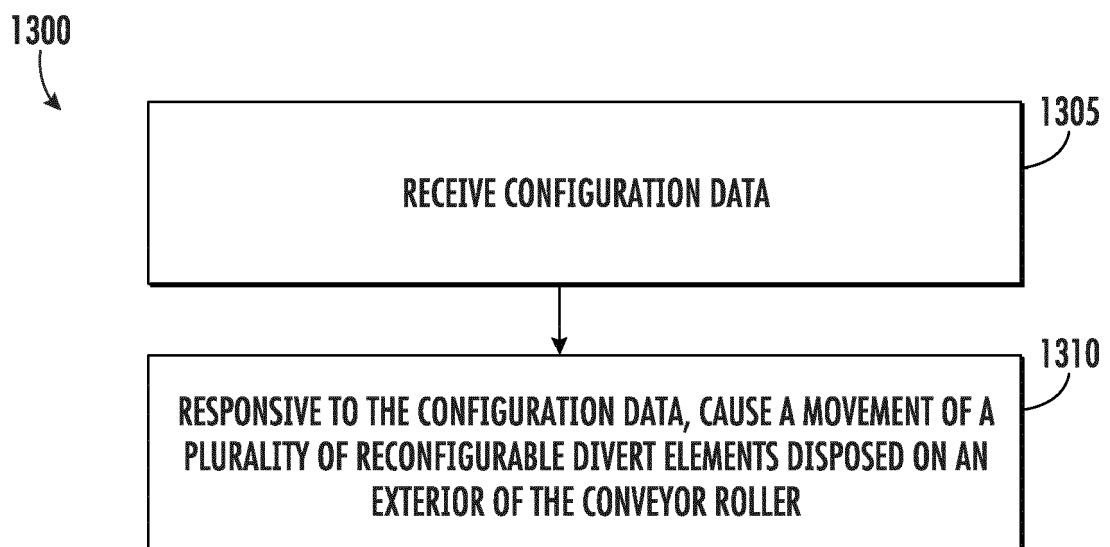 1300
1305
RECEIVE CONFIGURATION DATA
1310
RESPONSIVE TO THE CONFIGURATION DATA, CAUSE A MOVEMENT OF A
PLURALITY OF RECONFIGURABLE DIVERT ELEMENTS DISPOSED ON AN
EXTERIOR OF THE CONVEYOR ROLLER